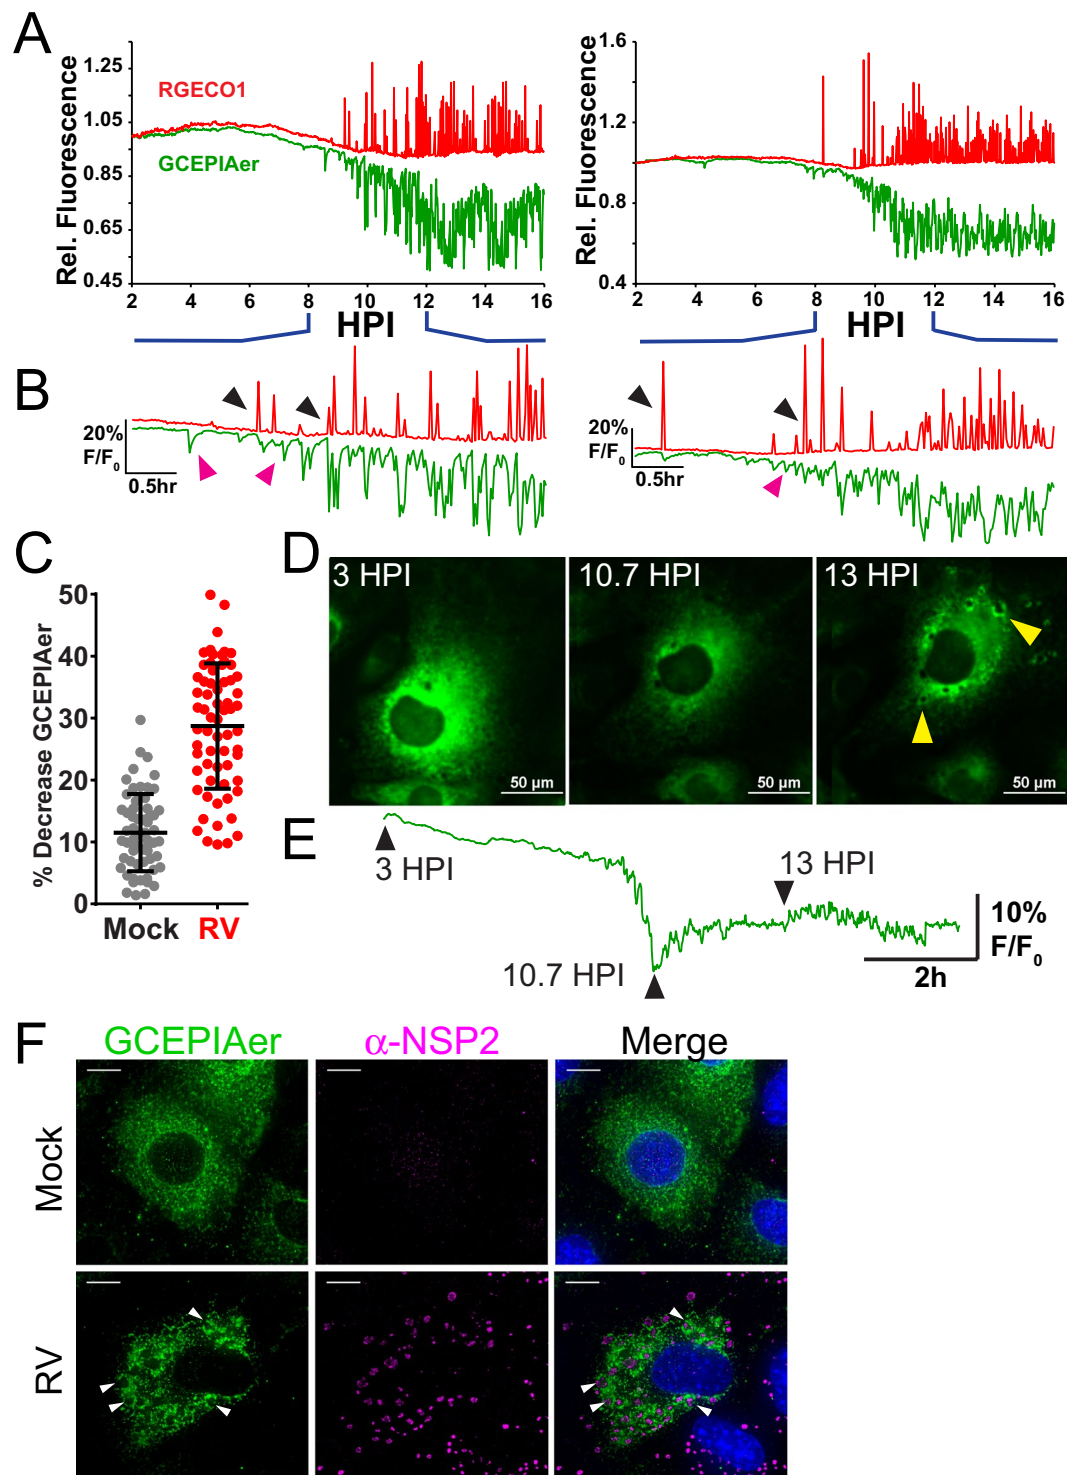 A
Rel. Fluorescence
1.25
1.05
0.85
0.65
0.45
RGECO1
GCEPIAer
2 4 6 8 10 12 14 16
HPI
Rel. Fluorescence
1.6
1.2
0.8
0.4
2 4 6 8 10 12 14 16
HPI
B
20%
F/F0
0.5hr
20%
F/F0
0.5hr
C
% Decrease GCEPIAer
50
40
30
20
10
0
Mock RV
D
3 HPI
50 µm
10.7 HPI
50 µm
13 HPI
50 µm
E
3 HPI
10.7 HPI
13 HPI
10%
F/F0
2h
F
GCEPIAer α-NSP2 Merge
Mock
RV